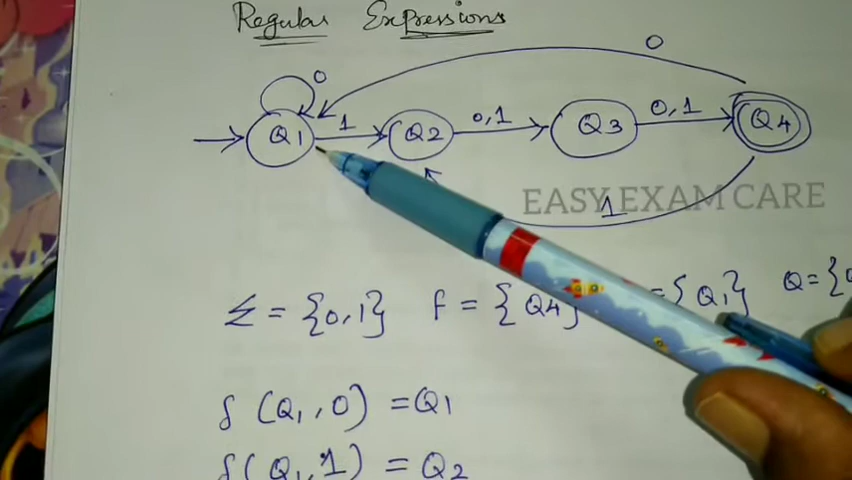 Regular Expressions
0
0
Q1 1 Q2 0,1 Q3 0,1 Q4
EASY EXAM CARE
1
Σ = {0,1} F = {Q4} = {Q1} Q = {
δ (Q1, 0) = Q1
δ (Q1, 1) = Q2